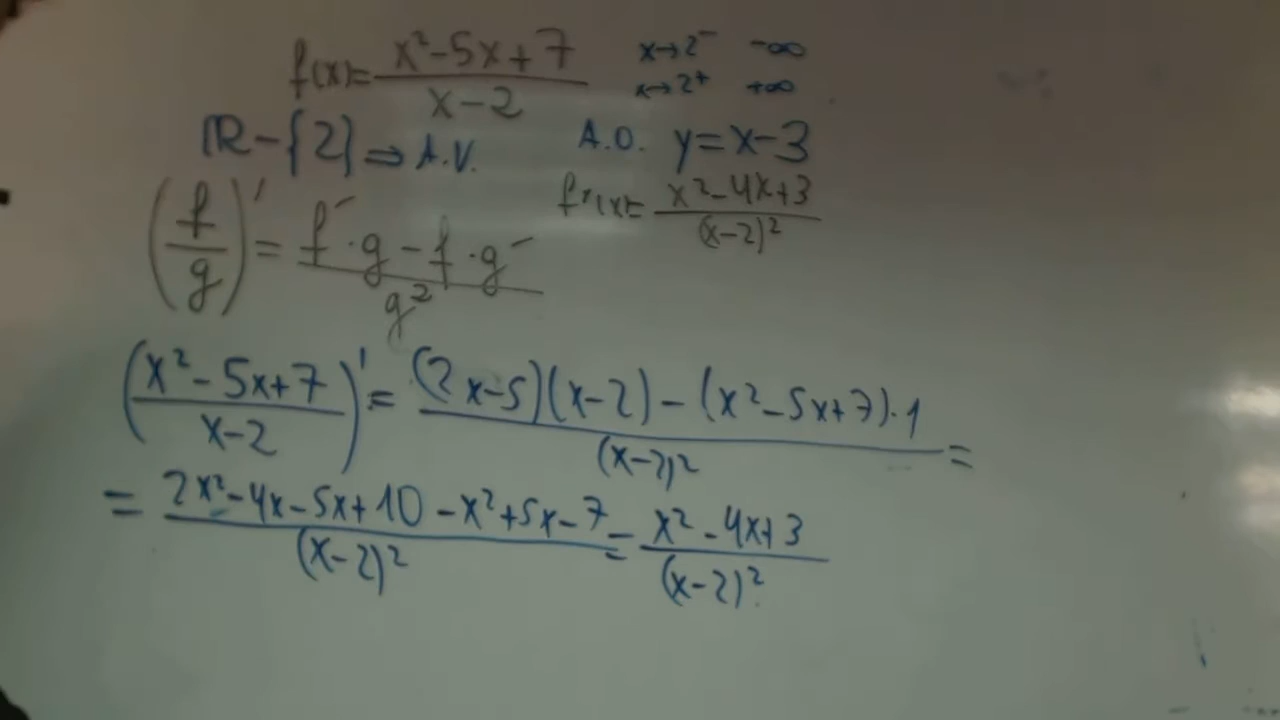 f(x)= (x²-5x+7)/(x-2)
x→2⁻ -∞
x→2⁺ +∞
ℝ-{2}⇒A.V.
A.O. y=x-3
f'(x)= (x²-4x+3)/(x-2)²
(f/g)' = (f'·g-f·g')/g²
((x²-5x+7)/(x-2))' = ((2x-5)(x-2)-(x²-5x+7)·1)/(x-2)² =
= (2x²-4x-5x+10-x²+5x-7)/(x-2)² = (x²-4x+3)/(x-2)²